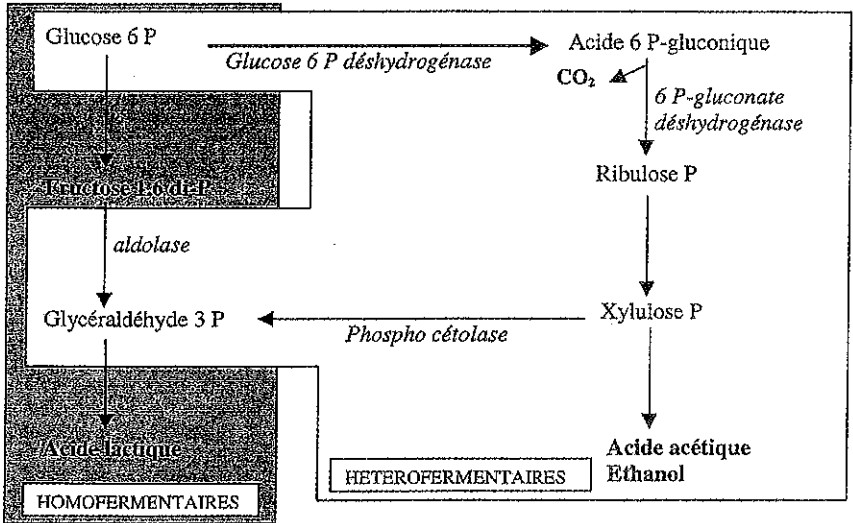 Glucose 6 P
Glucose 6 P déshydrogénase
Acide 6 P-gluconique
CO₂
6 P-gluconate
déshydrogénase
Fructose 1:6 di-P
Ribulose P
aldolase
Glycéraldéhyde 3 P
Phospho cétolase
Xylulose P
Acide lactique
Acide acétique
Ethanol
HETEROFERMENTAIRES
HOMOFERMENTAIRES